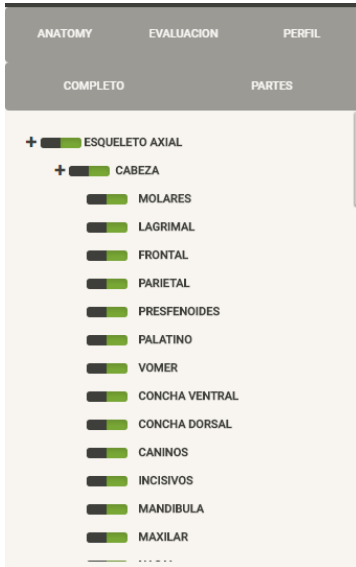 ANATOMY EVALUACION PERFIL
COMPLETO PARTES
ESQUELETO AXIAL
CABEZA
MOLARES
LAGRIMAL
FRONTAL
PARIETAL
PRESFENOIDES
PALATINO
VOMER
CONCHA VENTRAL
CONCHA DORSAL
CANINOS
INCISIVOS
MANDIBULA
MAXILAR